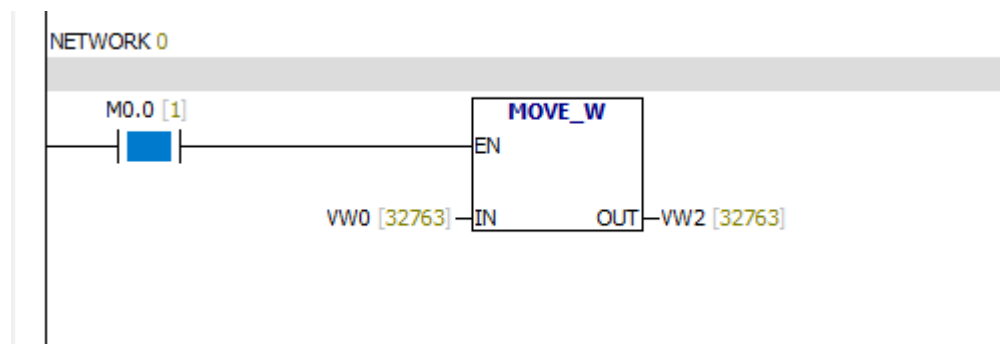 NETWORK 0
M0.0 [1]
MOVE_W
EN
VW0 [32763] IN OUT VW2 [32763]